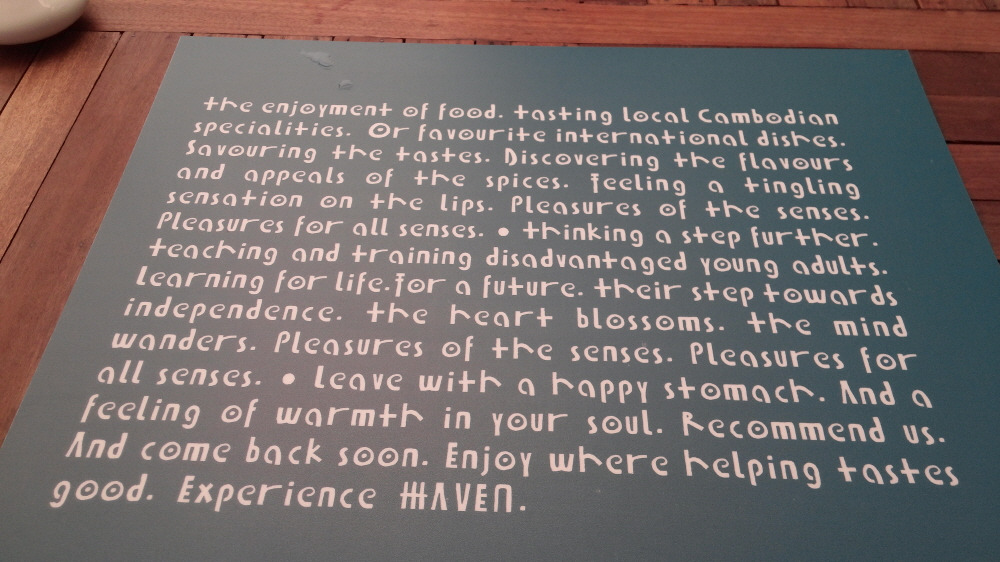 the enjoyment of food. tasting local Cambodian
specialities. Or favourite international dishes.
Savouring the tastes. Discovering the flavours
and appeals of the spices. Feeling a tingling
sensation on the lips. Pleasures of the senses.
Pleasures for all senses. • thinking a step further.
teaching and training disadvantaged young adults.
Learning for life. For a future. their step towards
independence. the heart blossoms. the mind
wanders. Pleasures of the senses. Pleasures for
all senses. • Leave with a happy stomach. And a
feeling of warmth in your soul. Recommend us.
And come back soon. Enjoy where helping tastes
good. Experience HAVEN.